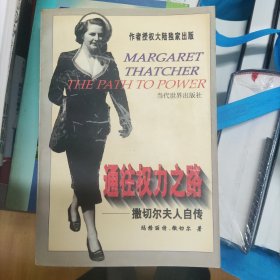 作者授权大陆独家出版
MARGARET
THATCHER
THE PATH TO POWER
当代世界出版社
通往权力之路
——撒切尔夫人自传
玛格丽特·撒切尔 著